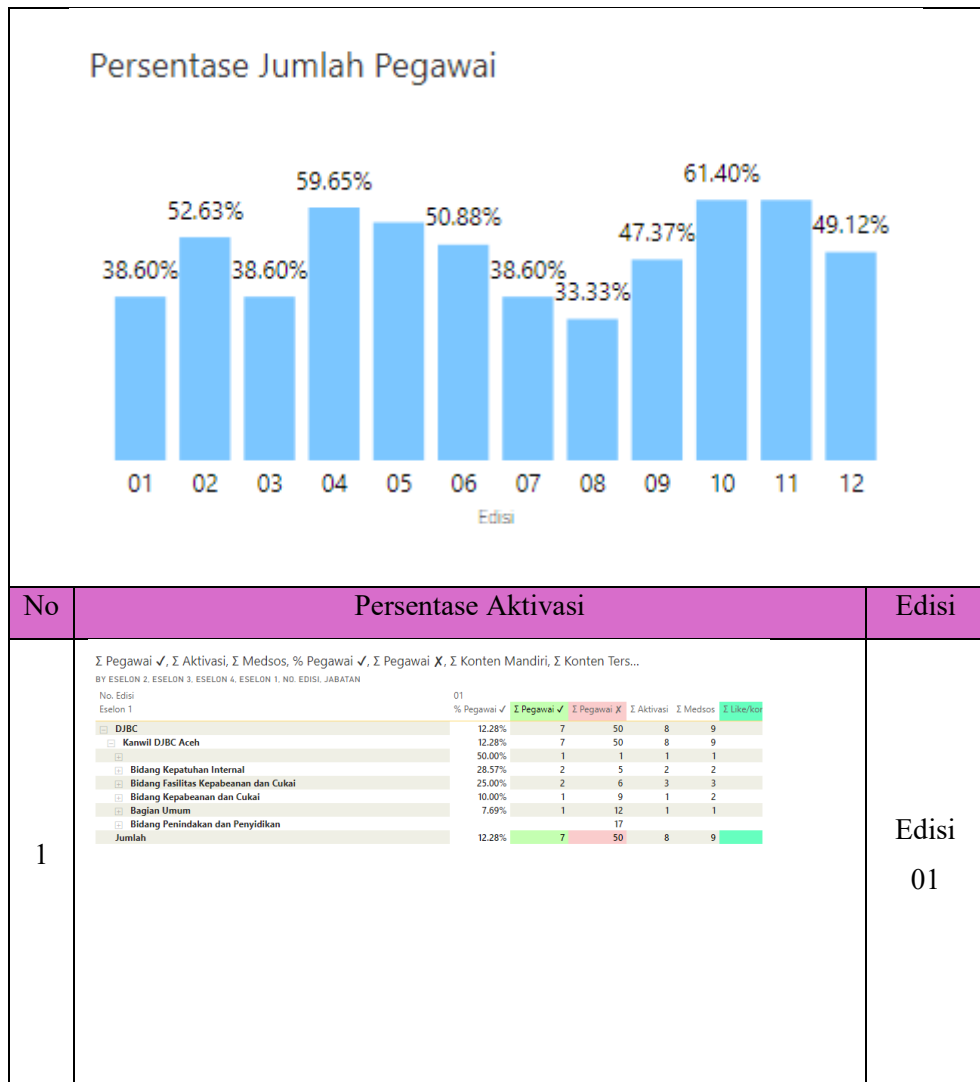 Persentase Jumlah Pegawai
38.60% 52.63% 38.60% 59.65% 50.88% 38.60% 33.33% 47.37% 61.40% 49.12%
01 02 03 04 05 06 07 08 09 10 11 12
Edisi
No Persentase Aktivasi Edisi
1
Σ Pegawai ✓, Σ Aktivasi, Σ Medsos, % Pegawai ✓, Σ Pegawai ✗, Σ Konten Mandiri, Σ Konten Ters...
BY ESELON 2, ESELON 3, ESELON 4, ESELON 1, NO. EDISI, JABATAN
No. Edisi 01
Eselon 1 % Pegawai ✓ Σ Pegawai ✓ Σ Pegawai ✗ Σ Aktivasi Σ Medsos Σ Like/kor
DJBC 12.28% 7 50 8 9
Kanwil DJBC Aceh 12.28% 7 50 8 9
50.00% 1 1 1 1
Bidang Kepatuhan Internal 28.57% 2 5 2 2
Bidang Fasilitas Kepabeanan dan Cukai 25.00% 2 6 3 3
Bidang Kepabeanan dan Cukai 10.00% 1 9 1 2
Bagian Umum 7.69% 1 12 1 1
Bidang Penindakan dan Penyidikan 17
Jumlah 12.28% 7 50 8 9
Edisi
01